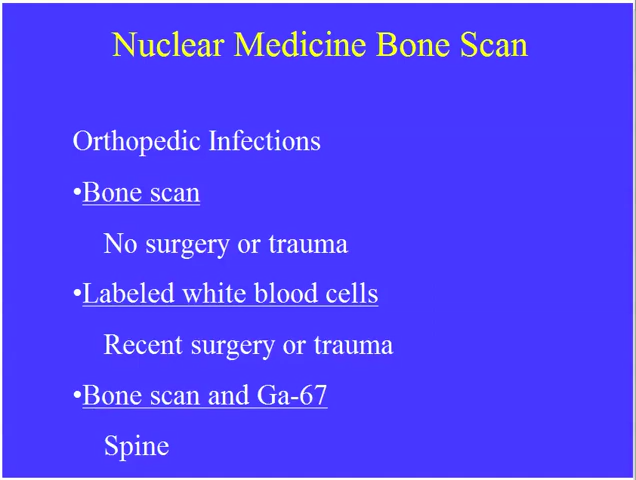 Nuclear Medicine Bone Scan
Orthopedic Infections
•Bone scan
No surgery or trauma
•Labeled white blood cells
Recent surgery or trauma
•Bone scan and Ga-67
Spine